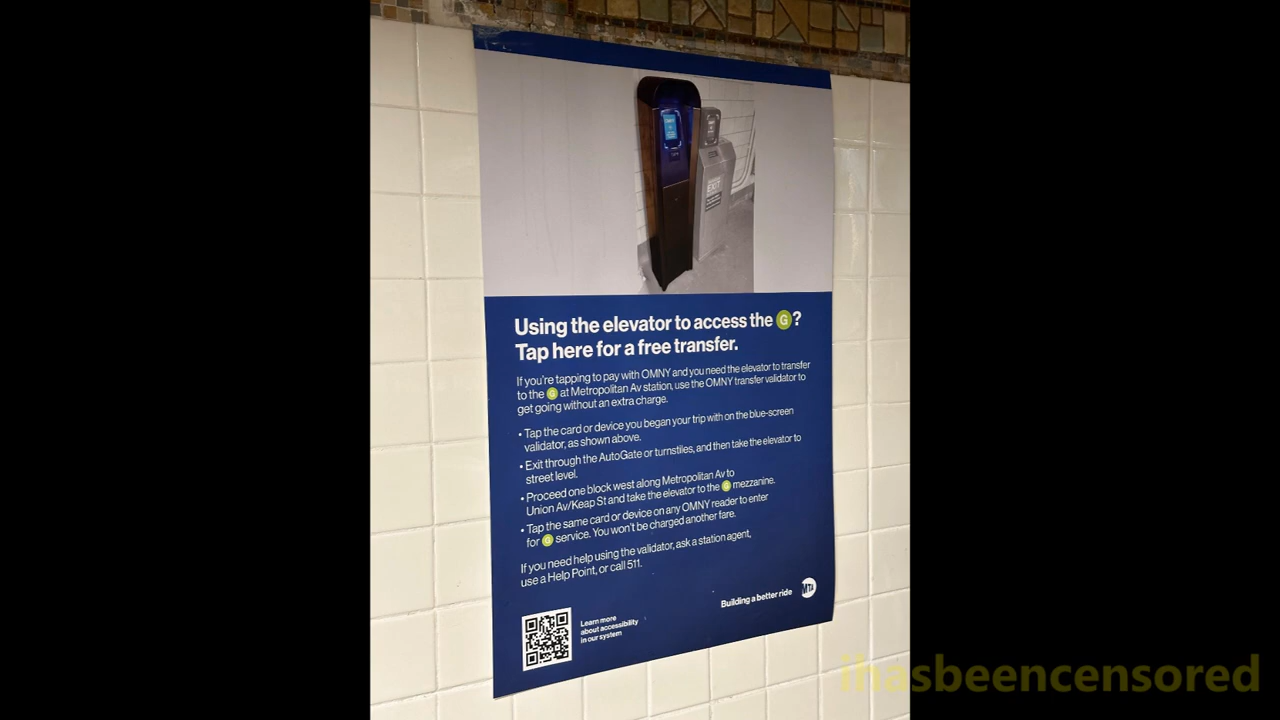 EXIT
Using the elevator to access the G?
Tap here for a free transfer.
If you're tapping to pay with OMNY and you need the elevator to transfer
to the G at Metropolitan Av station, use the OMNY transfer validator to
get going without an extra charge.
• Tap the card or device you began your trip with on the blue-screen
validator, as shown above.
• Exit through the AutoGate or turnstiles, and then take the elevator to
street level.
• Proceed one block west along Metropolitan Av to
Union Av/Keap St and take the elevator to the G mezzanine.
• Tap the same card or device on any OMNY reader to enter
for G service. You won't be charged another fare.
If you need help using the validator, ask a station agent,
use a Help Point, or call 511.
Building a better ride MTA
Learn more
about accessibility
in our system
ihasbeencensored